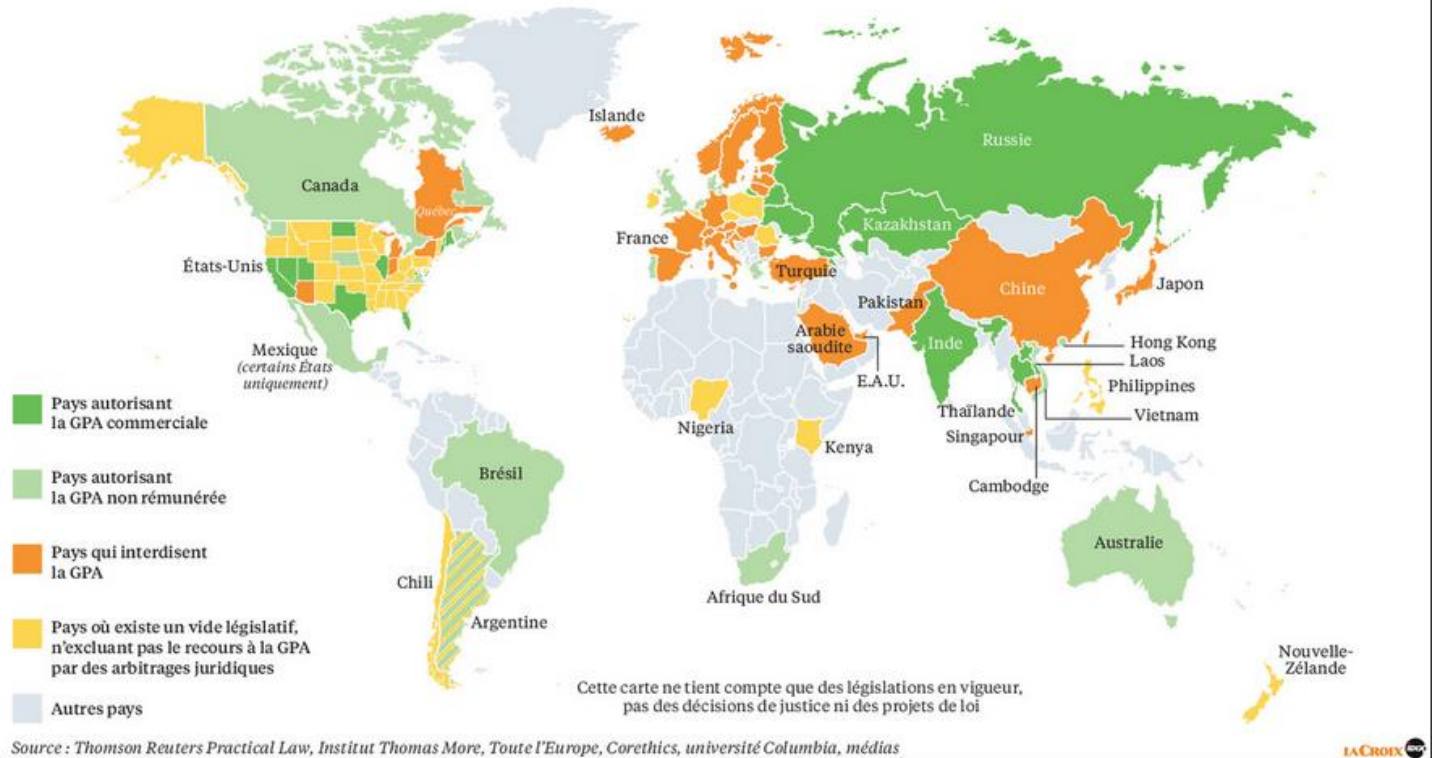 Islande
Russie
Canada
Québec
Kazakhstan
France
États-Unis
Turquie
Chine
Japon
Pakistan
Arabie
saoudite
Inde
Mexique
(certains États
uniquement)
Hong Kong
Laos
E.A.U.
Philippines
Thaïlande
Vietnam
Nigeria
Singapour
Kenya
Brésil
Cambodge
Australie
Chili
Afrique du Sud
Argentine
Nouvelle-
Zélande
Pays autorisant
la GPA commerciale
Pays autorisant
la GPA non rémunérée
Pays qui interdisent
la GPA
Pays où existe un vide législatif,
n'excluant pas le recours à la GPA
par des arbitrages juridiques
Autres pays
Cette carte ne tient compte que des législations en vigueur,
pas des décisions de justice ni des projets de loi
Source : Thomson Reuters Practical Law, Institut Thomas More, Toute l'Europe, Corethics, université Columbia, médias
LA CROIX